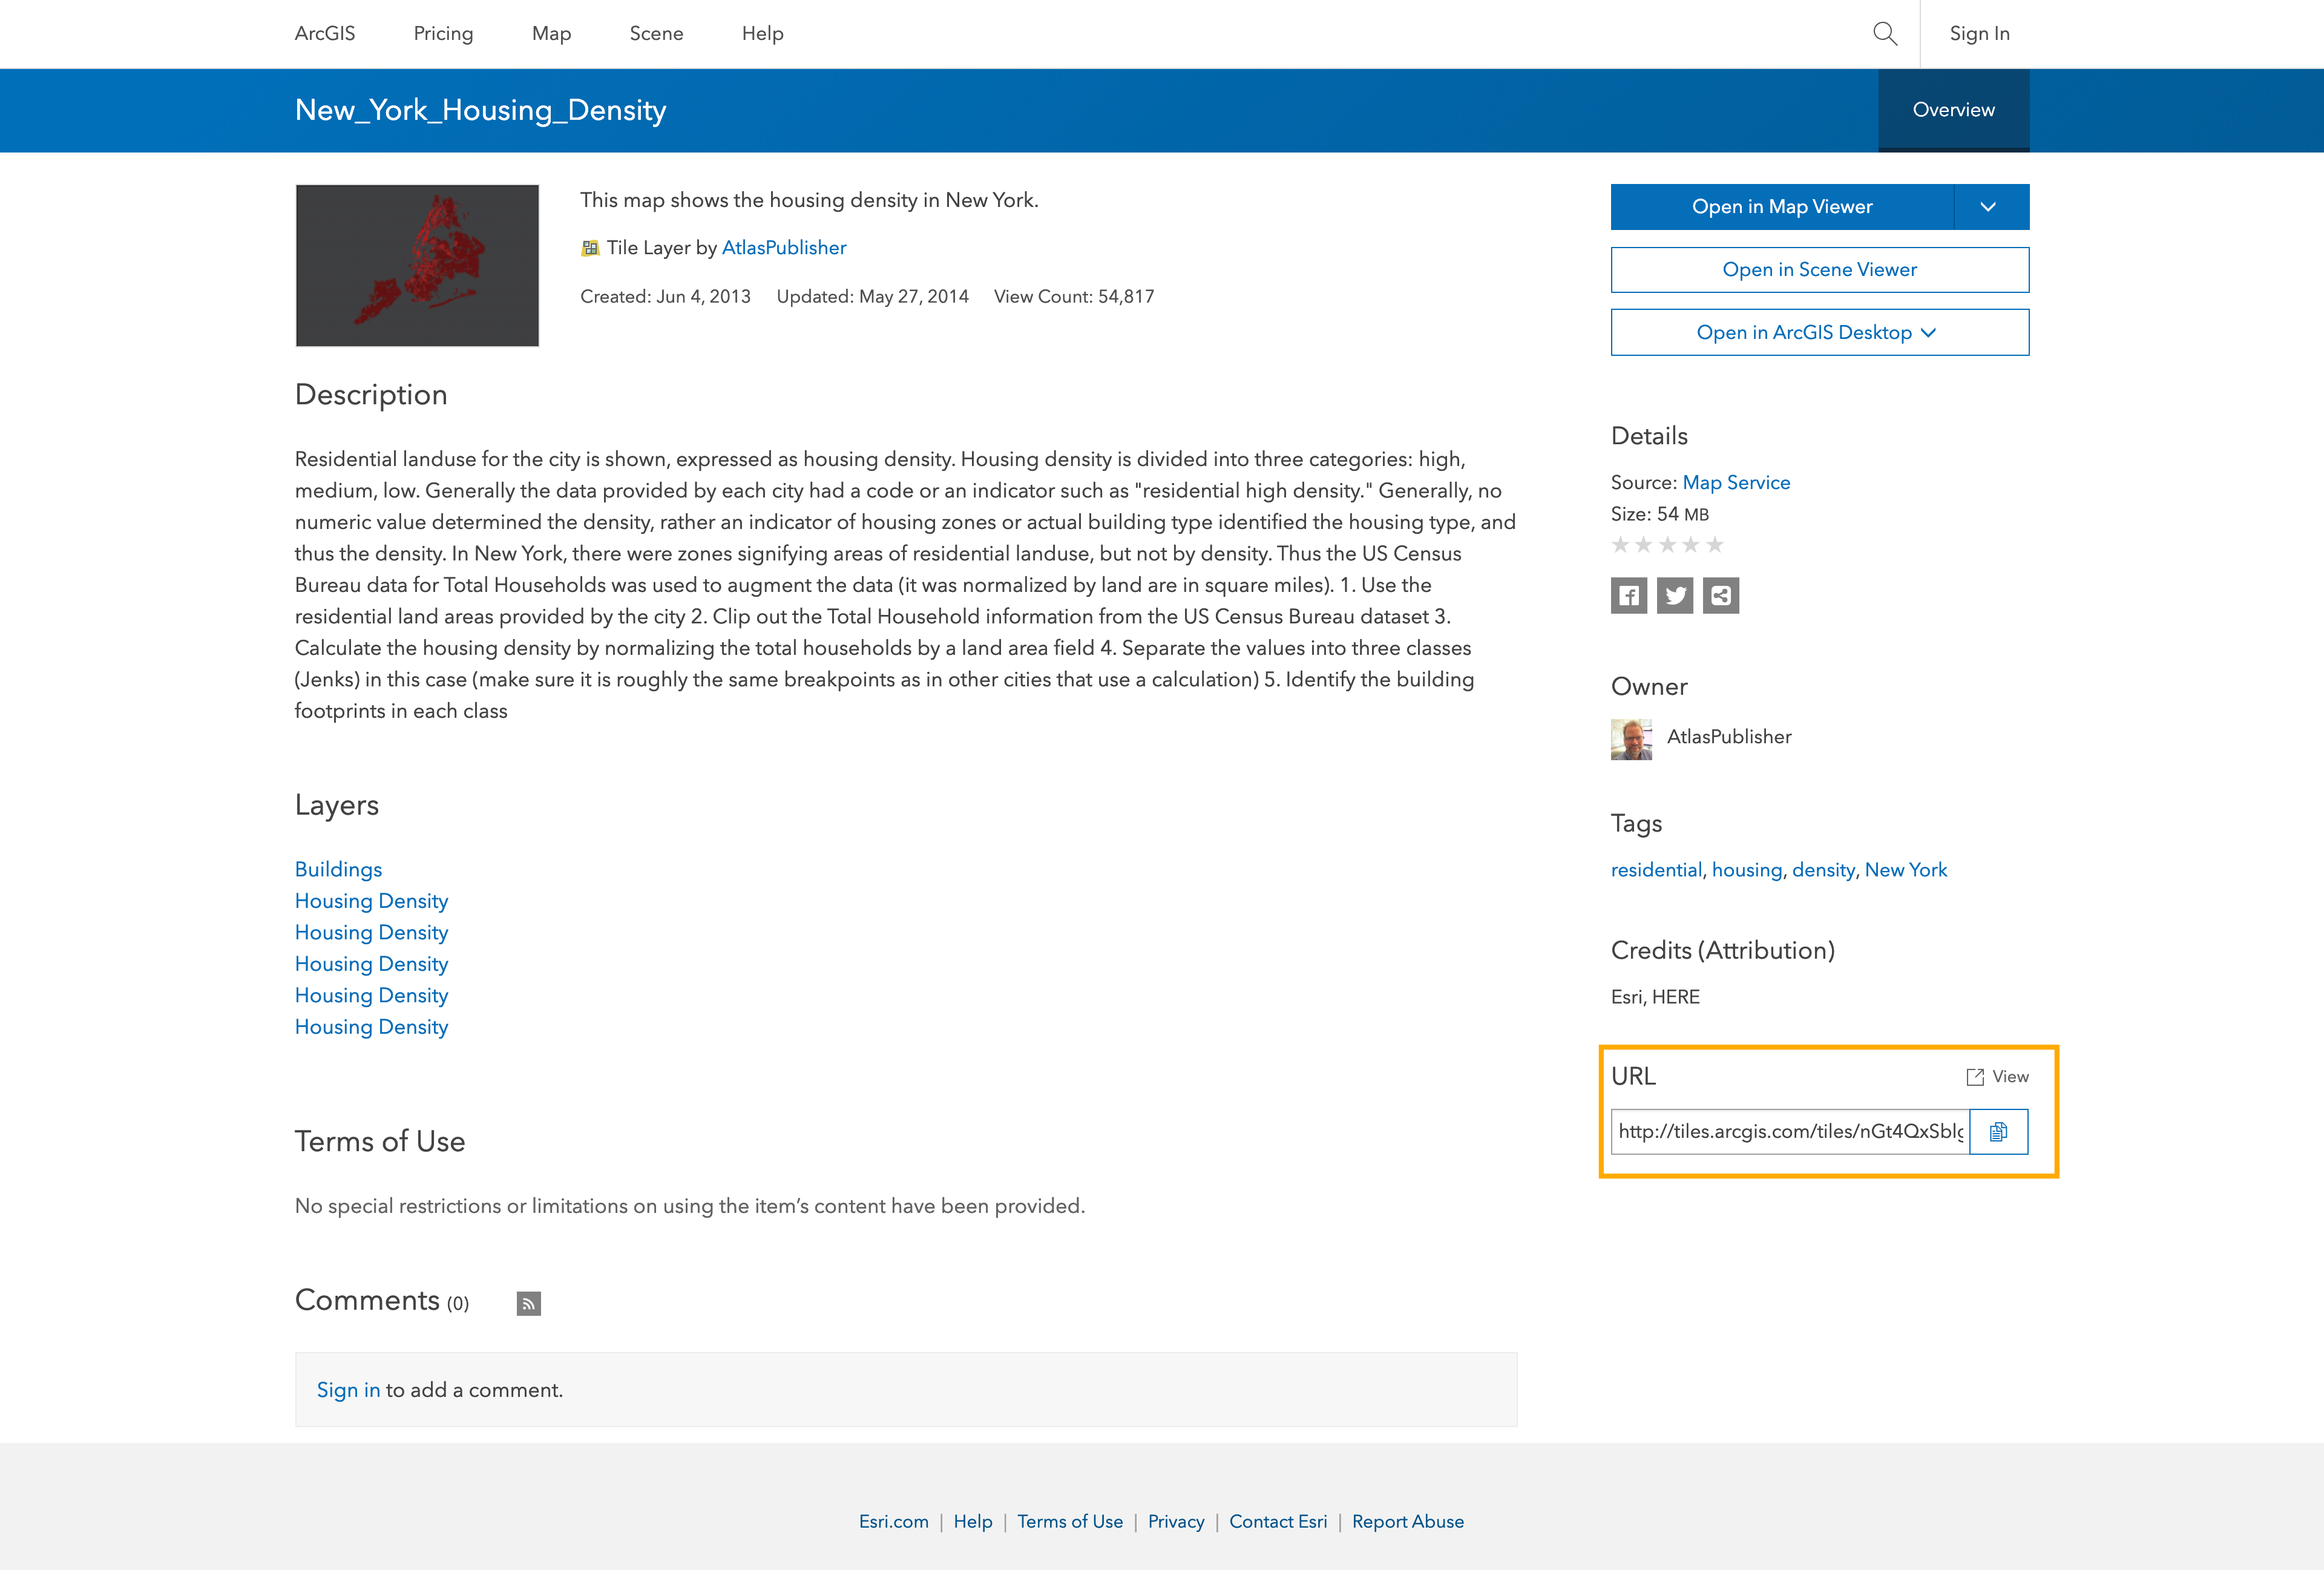 ArcGIS Pricing Map Scene Help Sign In
New_York_Housing_Density Overview
This map shows the housing density in New York.
Tile Layer by AtlasPublisher
Created: Jun 4, 2013 Updated: May 27, 2014 View Count: 54,817
Description
Residential landuse for the city is shown, expressed as housing density. Housing density is divided into three categories: high,
medium, low. Generally the data provided by each city had a code or an indicator such as "residential high density." Generally, no
numeric value determined the density, rather an indicator of housing zones or actual building type identified the housing type, and
thus the density. In New York, there were zones signifying areas of residential landuse, but not by density. Thus the US Census
Bureau data for Total Households was used to augment the data (it was normalized by land are in square miles). 1. Use the
residential land areas provided by the city 2. Clip out the Total Household information from the US Census Bureau dataset 3.
Calculate the housing density by normalizing the total households by a land area field 4. Separate the values into three classes
(Jenks) in this case (make sure it is roughly the same breakpoints as in other cities that use a calculation) 5. Identify the building
footprints in each class
Layers
Buildings
Housing Density
Housing Density
Housing Density
Housing Density
Housing Density
Terms of Use
No special restrictions or limitations on using the item’s content have been provided.
Comments (0)
Sign in to add a comment.
Open in Map Viewer
Open in Scene Viewer
Open in ArcGIS Desktop
Details
Source: Map Service
Size: 54 MB
Owner
AtlasPublisher
Tags
residential, housing, density, New York
Credits (Attribution)
Esri, HERE
URL View
http://tiles.arcgis.com/tiles/nGt4QxSblg
Esri.com | Help | Terms of Use | Privacy | Contact Esri | Report Abuse